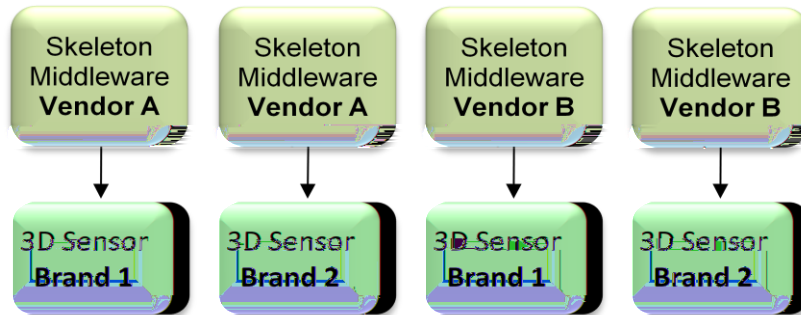 Skeleton
Middleware
Vendor A
Skeleton
Middleware
Vendor A
Skeleton
Middleware
Vendor B
Skeleton
Middleware
Vendor B
3D Sensor
Brand 1
3D Sensor
Brand 2
3D Sensor
Brand 1
3D Sensor
Brand 2